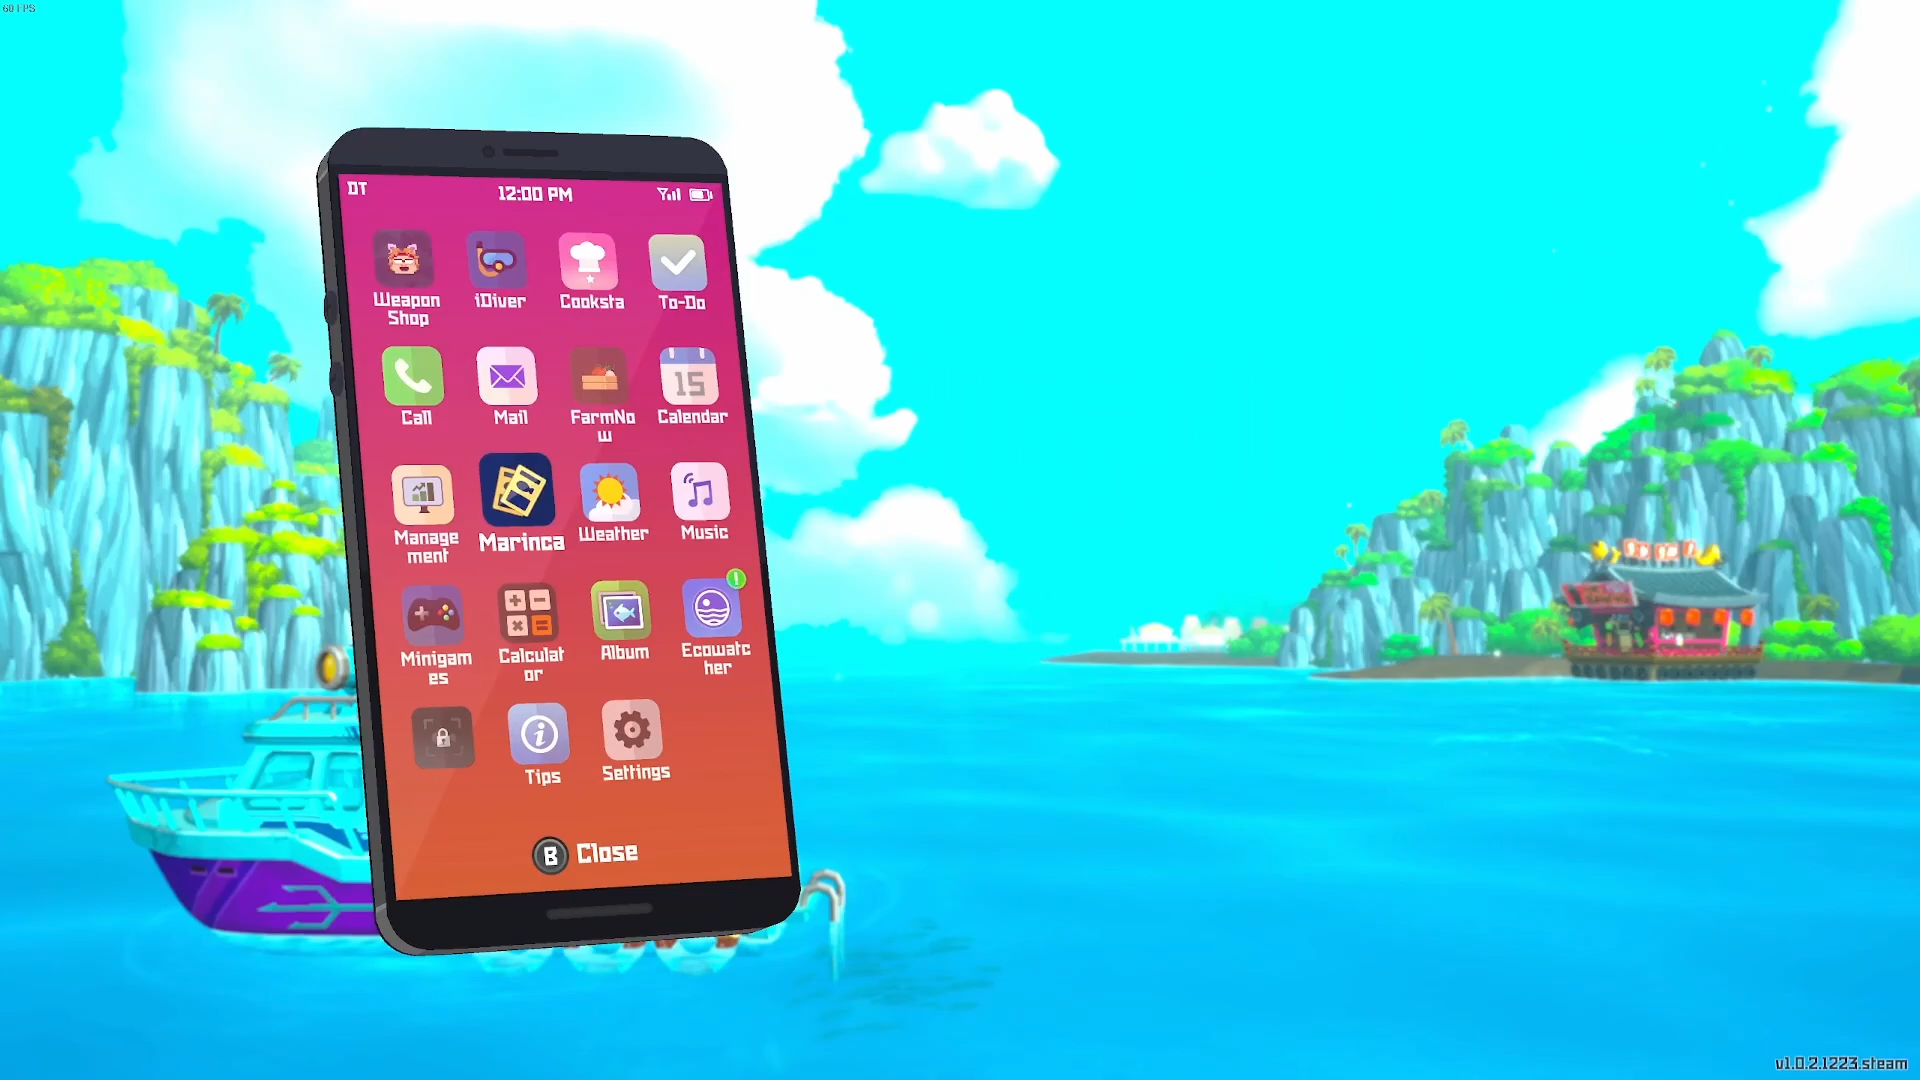 60 FPS
DT
12:00 PM
Weapon
Shop
iDiver
Cooksta
To-Do
Call
Mail
FarmNo
w
15
Calendar
Manage
ment
Marinca
Weather
Music
Minigam
es
Calculat
or
Album
Ecowatc
her
Tips
Settings
B Close
v1.0.2.1223.steam